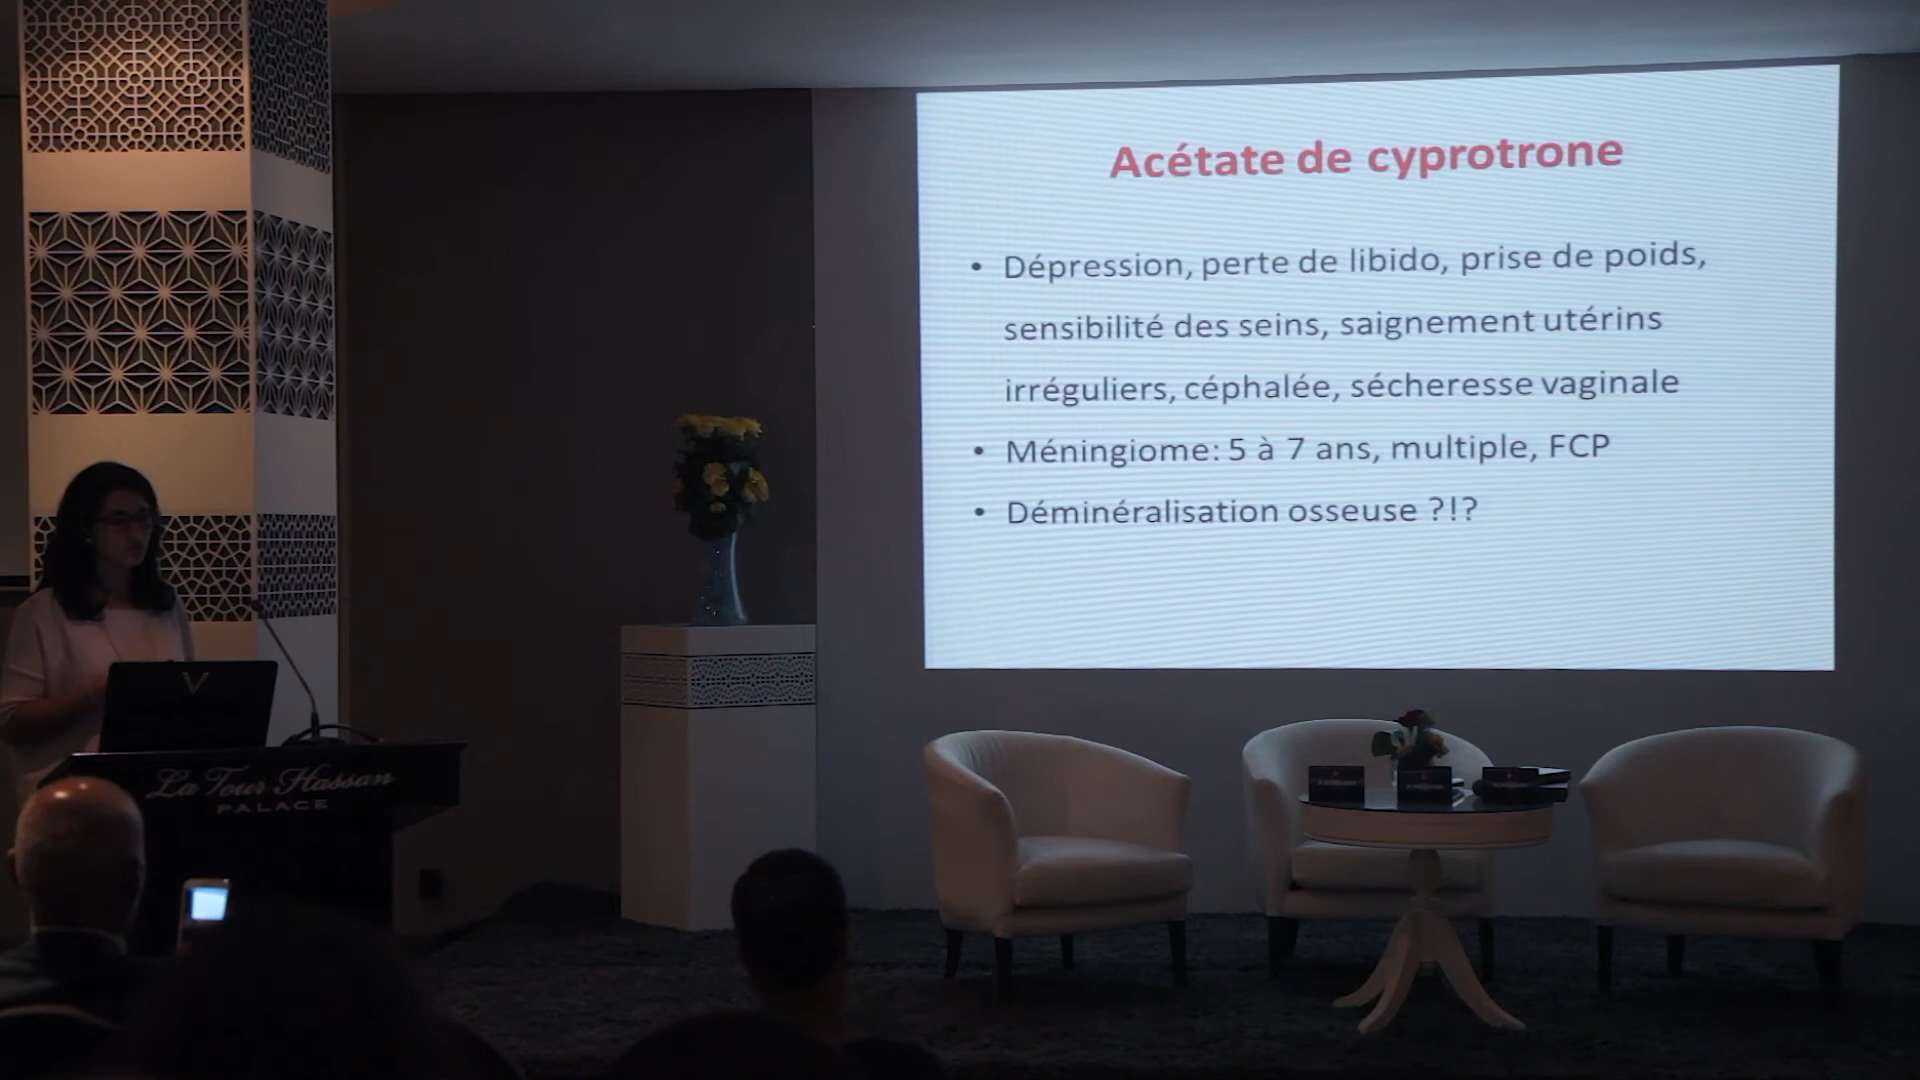 Acétate de cyprotrone
• Dépression, perte de libido, prise de poids,
sensibilité des seins, saignement utérins
irréguliers, céphalée, sécheresse vaginale
• Méningiome: 5 à 7 ans, multiple, FCP
• Déminéralisation osseuse ?!?
La Tour Hassan
PALACE